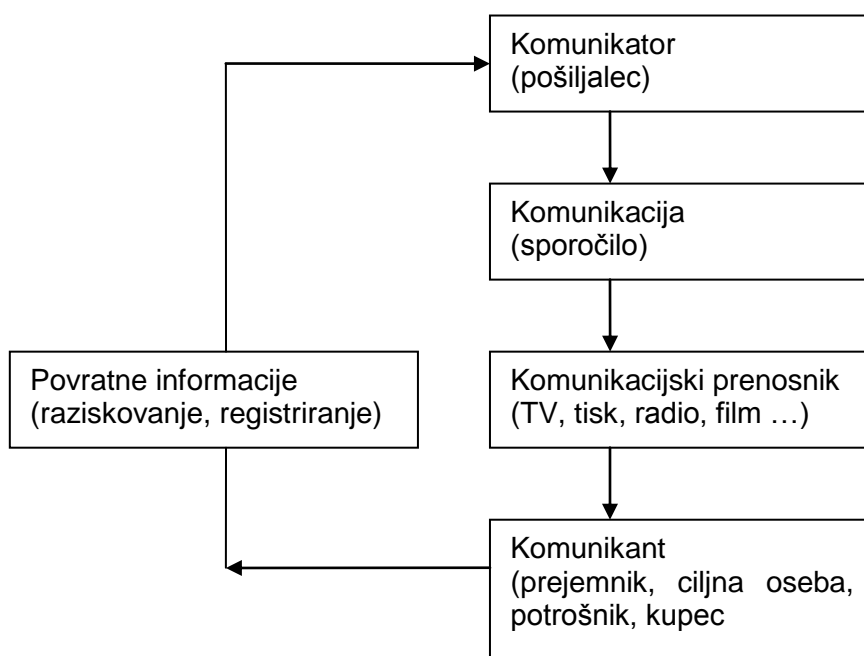 Komunikator
(pošiljalec)
Komunikacija
(sporočilo)
Povratne informacije
(raziskovanje, registriranje)
Komunikacijski prenosnik
(TV, tisk, radio, film …)
Komunikant
(prejemnik, ciljna oseba,
potrošnik, kupec